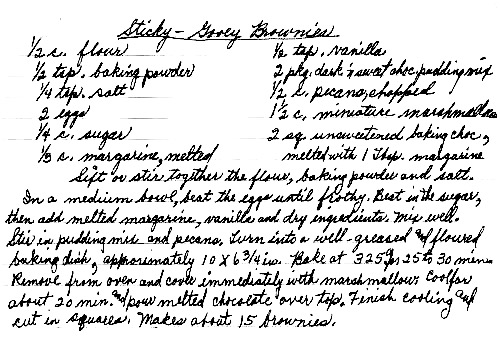 Sticky-Gooey Brownies
1/2 c. flour
1/2 tsp. baking powder
1/4 tsp. salt
2 eggs
1/4 c. sugar
1/3 c. margarine, melted
1/2 tsp. vanilla
2 pkg. dark 'n sweet choc. pudding mix
1/2 c. pecans, chopped
1 1/2 c. miniature marshmallows
2 sq. unsweetened baking choc.,
melted with 1 Tbsp. margarine
Sift or stir together the flour, baking powder and salt.
In a medium bowl, beat the eggs until frothy. Beat in the sugar,
then add melted margarine, vanilla and dry ingredients. Mix well.
Stir in pudding mix and pecans. Turn into a well-greased and floured
baking dish, approximately 10 X 6 3/4 in. Bake at 325° for 25 to 30 min.
Remove from oven and cover immediately with marshmallows. Cool for
about 20 min. and pour melted chocolate over top. Finish cooling and
cut in squares. Makes about 15 brownies.